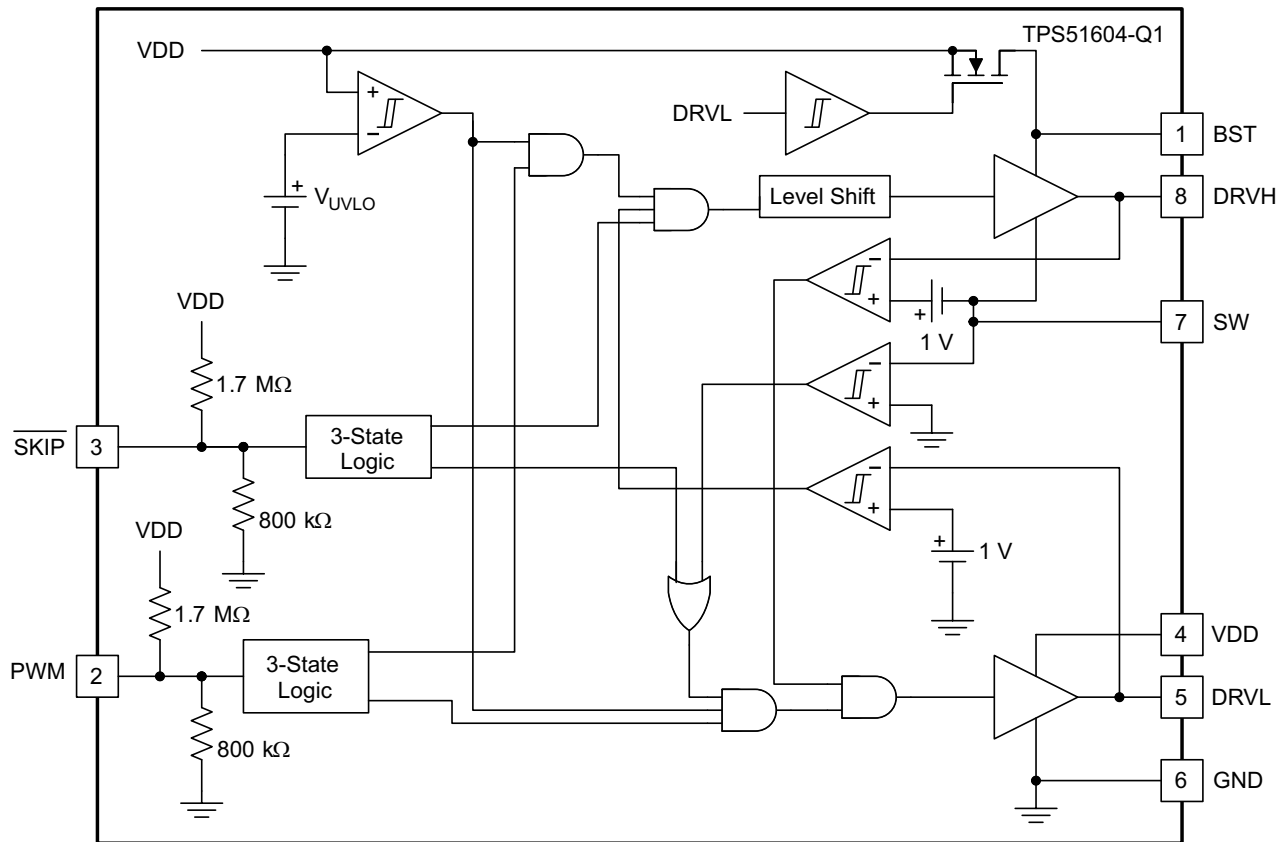 TPS51604-Q1
VDD
+
−
DRVL
1 BST
+
V_UVLO
Level Shift
8 DRVH
−
+
VDD
+
1 V
7 SW
1.7 MΩ
−
+
SKIP 3
3-State
Logic
−
+
800 kΩ
VDD
+
1 V
1.7 MΩ
4 VDD
PWM 2
3-State
Logic
5 DRVL
800 kΩ
6 GND